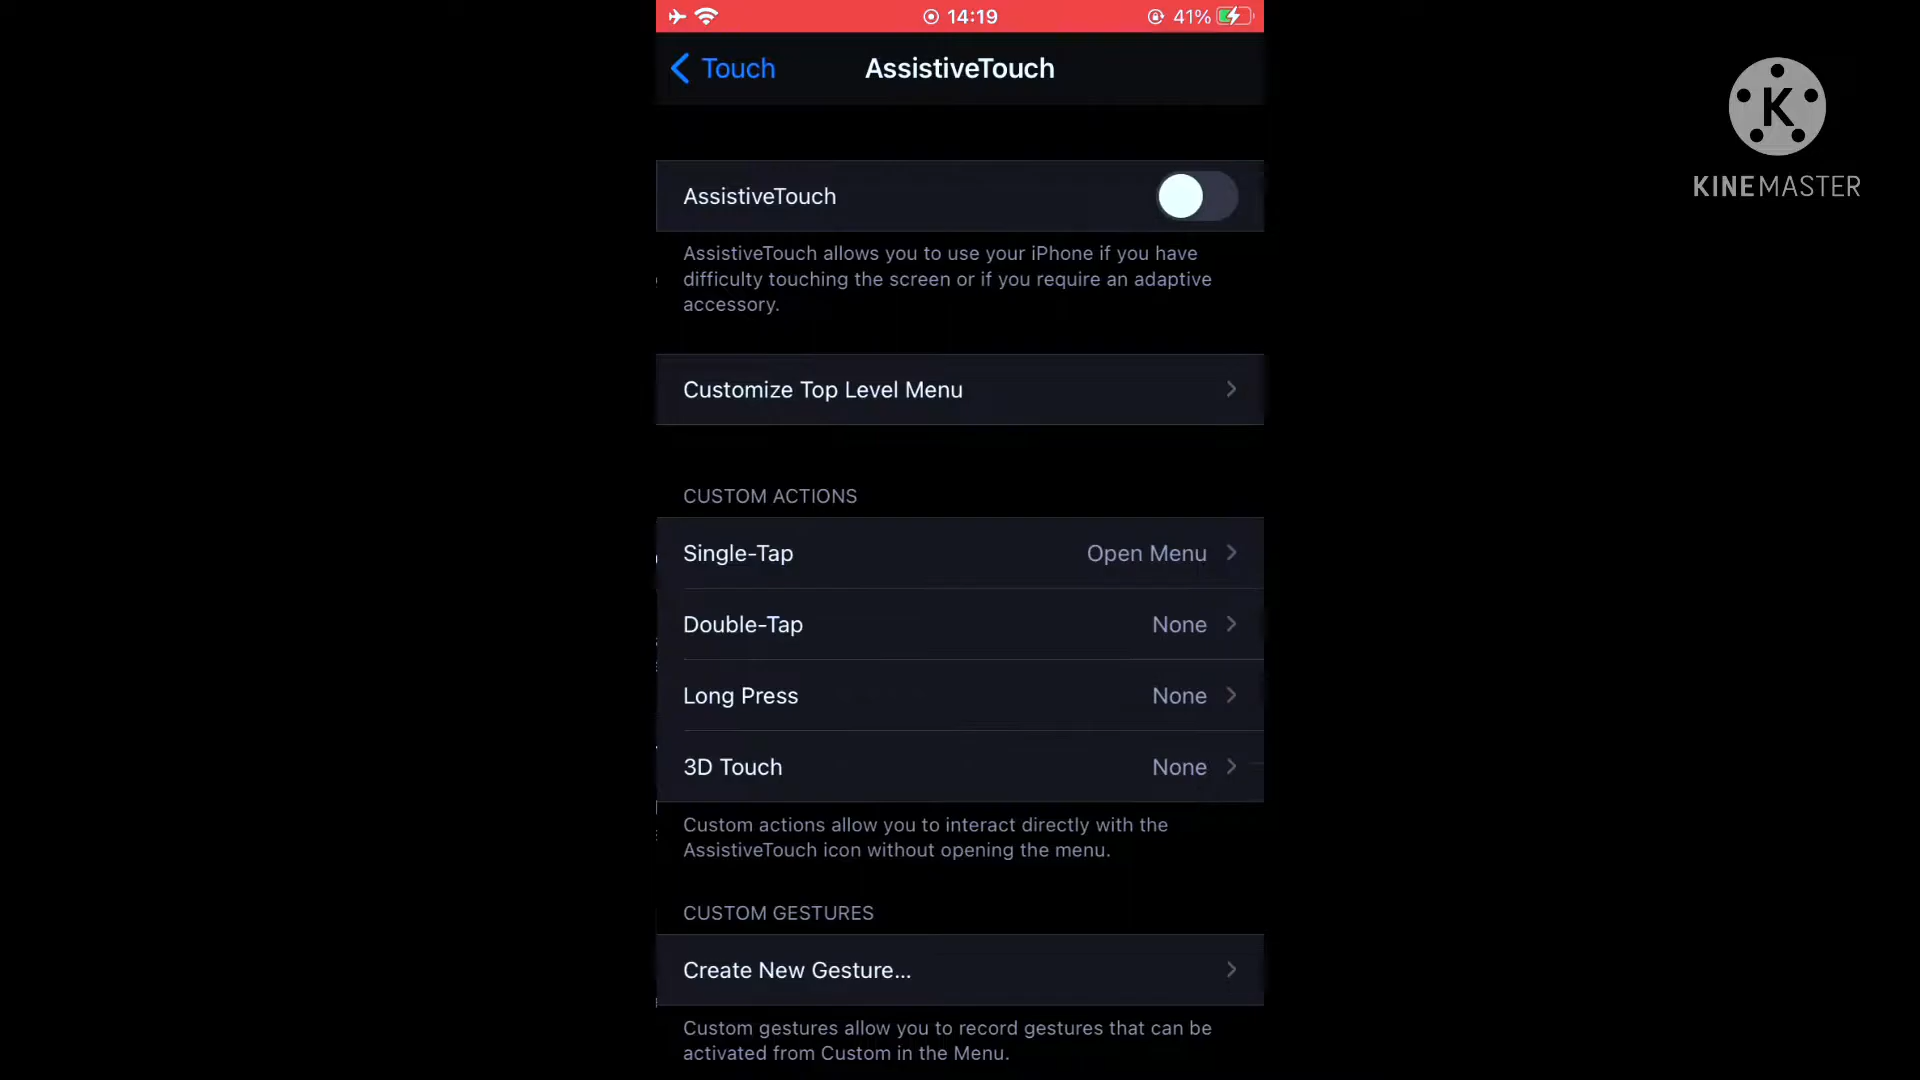 14:19
41%
Touch
AssistiveTouch
K
KINEMASTER
AssistiveTouch
AssistiveTouch allows you to use your iPhone if you have
difficulty touching the screen or if you require an adaptive
accessory.
Customize Top Level Menu
CUSTOM ACTIONS
Single-Tap Open Menu
Double-Tap None
Long Press None
3D Touch None
Custom actions allow you to interact directly with the
AssistiveTouch icon without opening the menu.
CUSTOM GESTURES
Create New Gesture...
Custom gestures allow you to record gestures that can be
activated from Custom in the Menu.